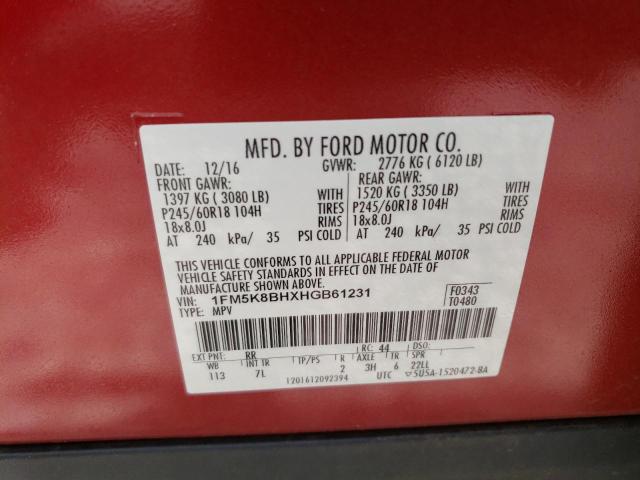 MFD. BY FORD MOTOR CO.
DATE: 12/16 GVWR: 2776 KG ( 6120 LB)
FRONT GAWR: REAR GAWR:
1397 KG ( 3080 LB) WITH 1520 KG ( 3350 LB) WITH
P245/60R18 104H TIRES P245/60R18 104H TIRES
18x8.0J RIMS 18x8.0J RIMS
AT 240 kPa/ 35 PSI COLD AT 240 kPa/ 35 PSI COLD
THIS VEHICLE CONFORMS TO ALL APPLICABLE FEDERAL MOTOR
VEHICLE SAFETY AND BUMPER STANDARDS IN EFFECT ON THE DATE OF
MANUFACTURE SHOWN ABOVE.
VIN: 1FM5K8BHXHGB61231 F0343
TYPE: MPV T0480
EXT PNT: RR RC: 44 DSO:
WB INT TR TP/PS R AXLE TR SPR
113 7L 2 3H 6 22LL
1201612092394 UTC 5U5A-1520472-BA